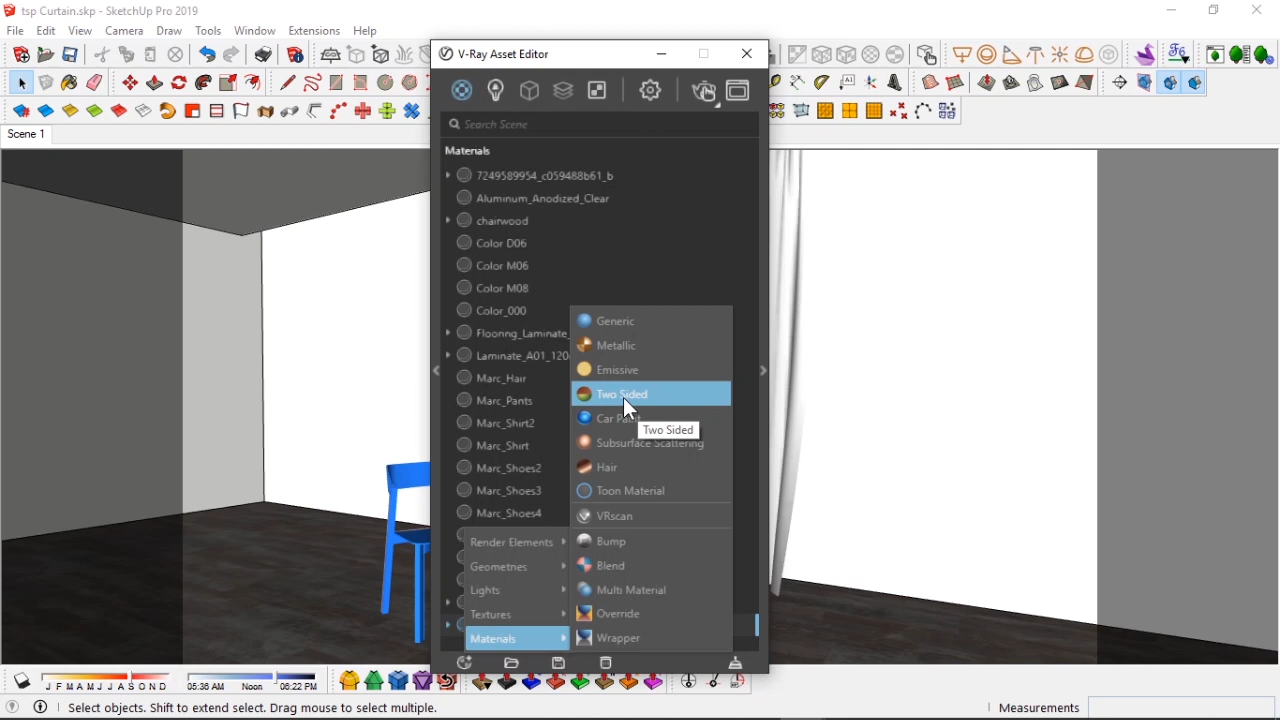 tsp Curtain.skp - SketchUp Pro 2019
File Edit View Camera Draw Tools Window Extensions Help
V-Ray Asset Editor
Scene 1
Search Scene
Materials
7249589954_c059488b61_b
Aluminum_Anodized_Clear
chairwood
Color D06
Color M06
Color M08
Color_000
Flooring_Laminate_
Laminate_A01_120
Marc_Hair
Marc_Pants
Marc_Shirt2
Marc_Shirt
Marc_Shoes2
Marc_Shoes3
Marc_Shoes4
Generic
Metallic
Emissive
Two Sided
Car Paint
Two Sided
Subsurface Scattering
Hair
Toon Material
VRscan
Bump
Blend
Multi Material
Override
Wrapper
Render Elements
Geometries
Lights
Textures
Materials
J F M A M J J A S O N D
05:36 AM Noon 06:22 PM
Select objects. Shift to extend select. Drag mouse to select multiple.
Measurements